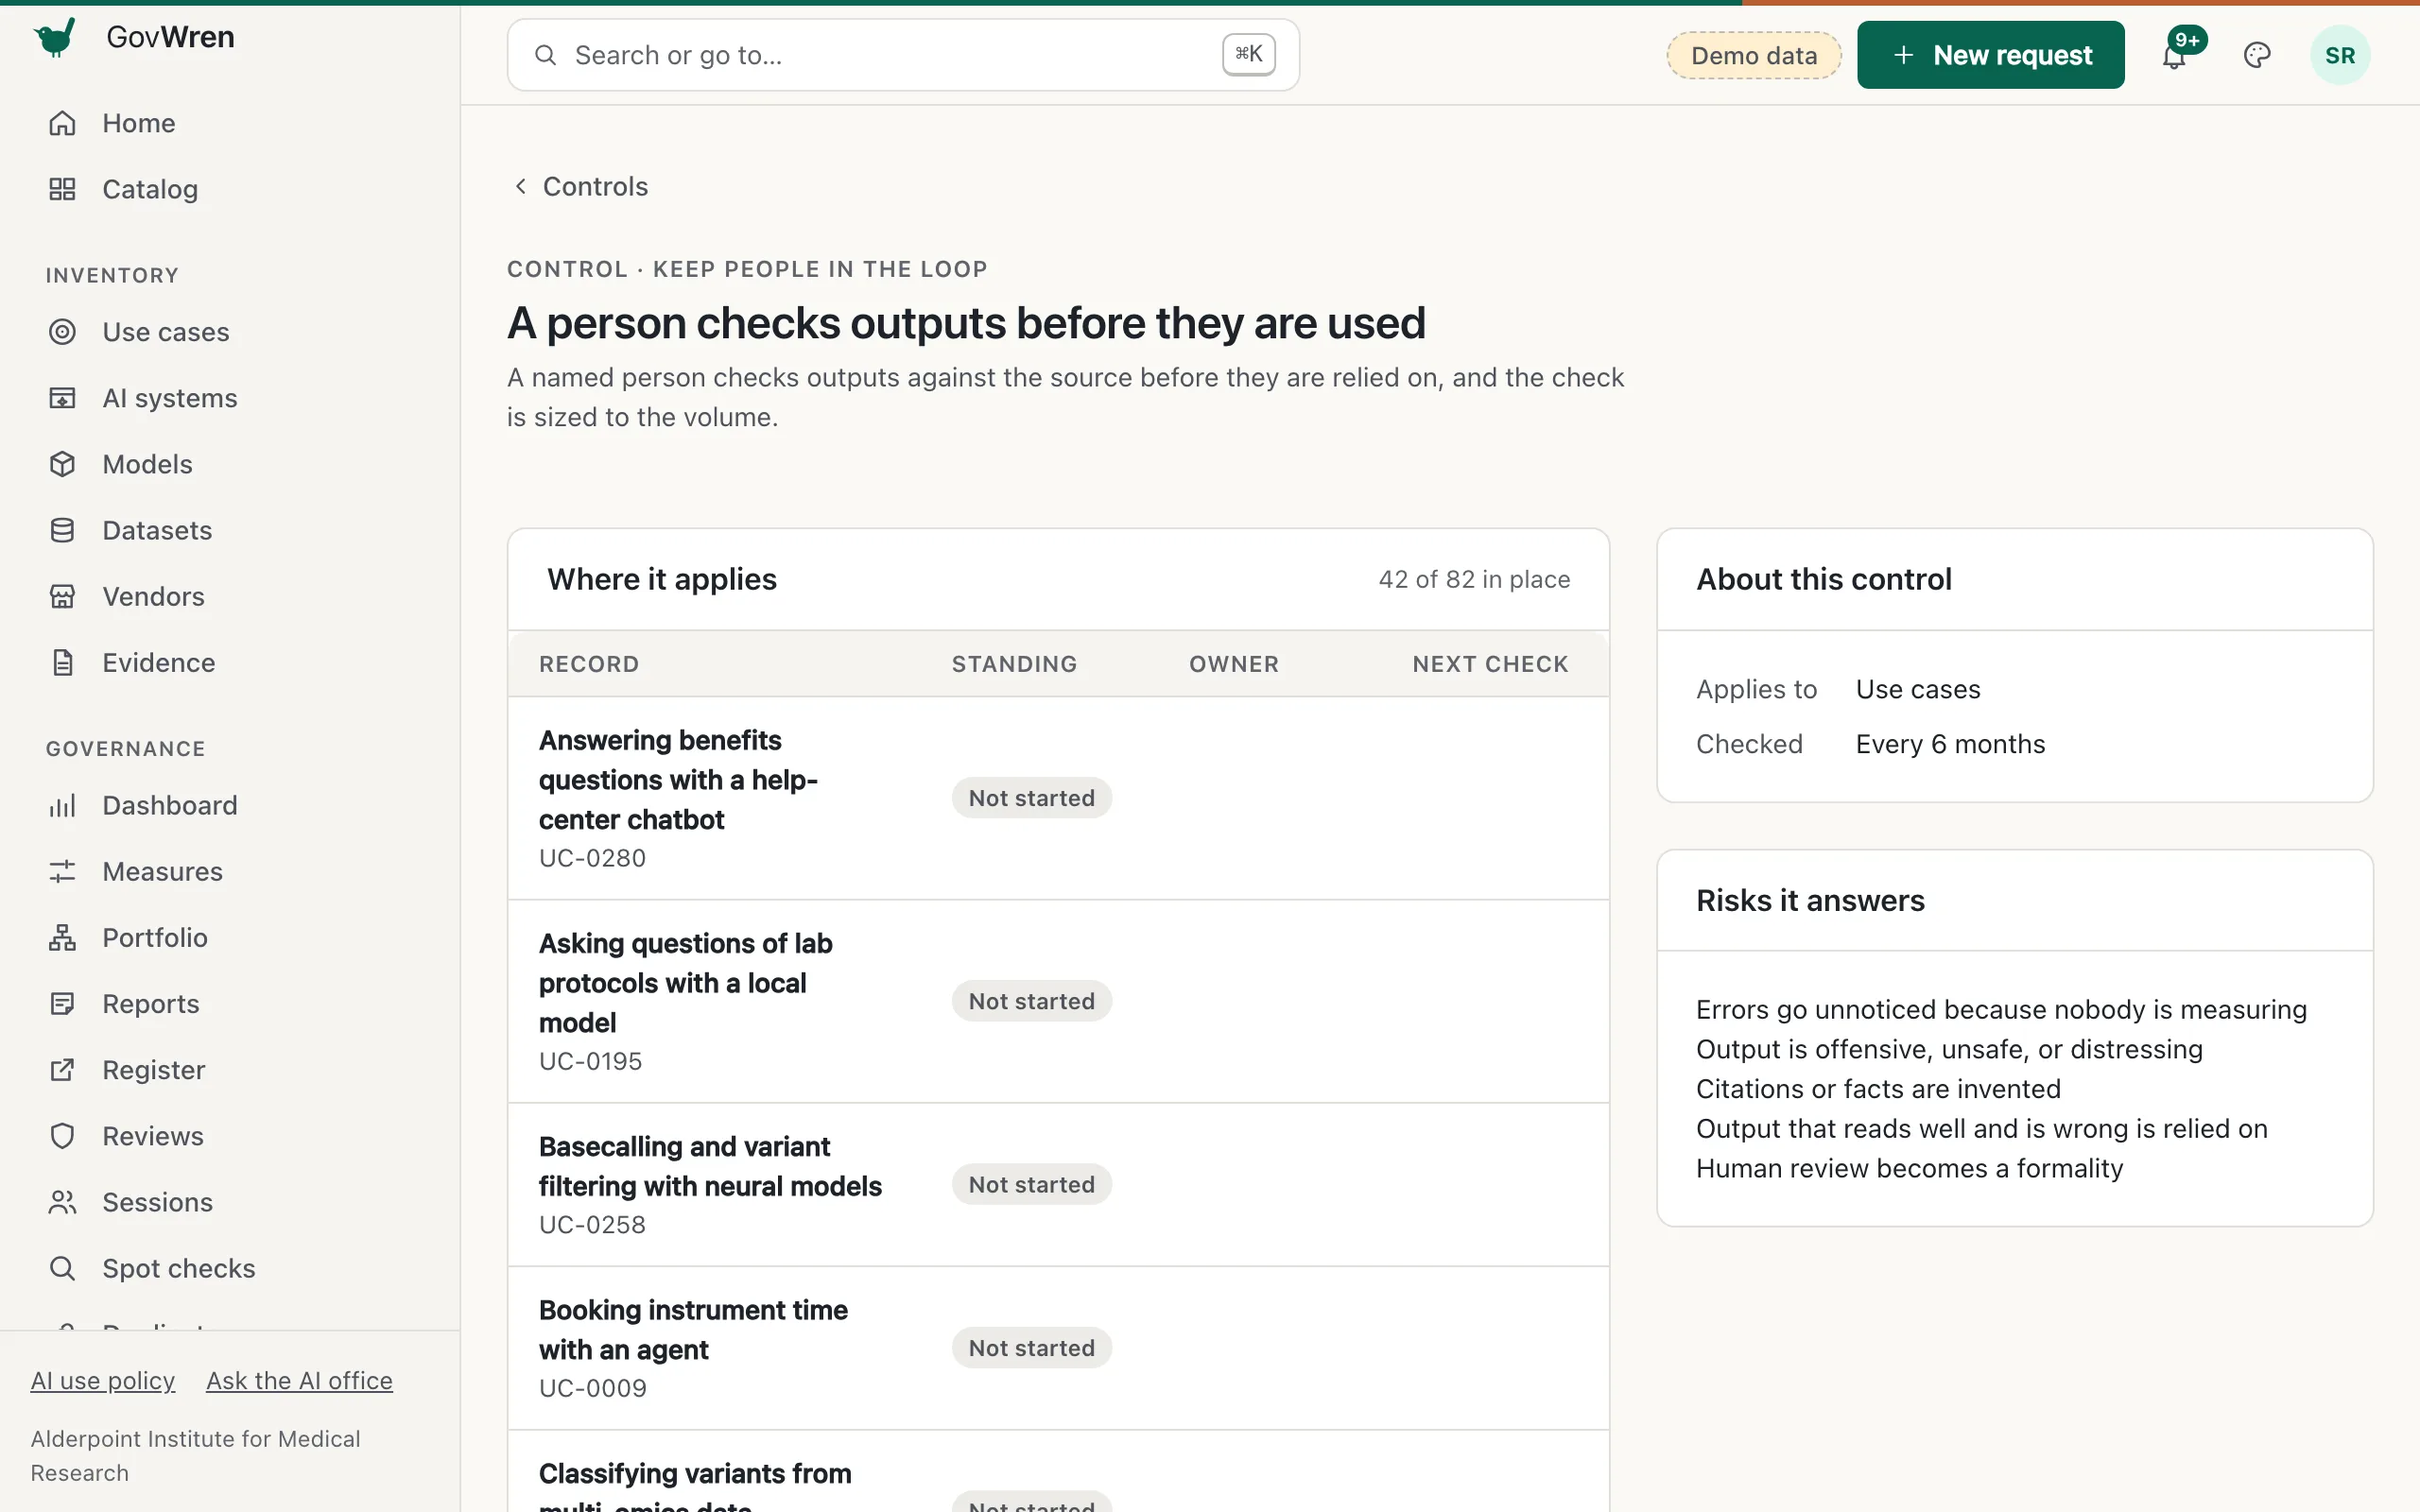 GovWren
Search or go to...
⌘K
Demo data
+ New request
9+
SR
Home
Catalog
INVENTORY
Use cases
AI systems
Models
Datasets
Vendors
Evidence
GOVERNANCE
Dashboard
Measures
Portfolio
Reports
Register
Reviews
Sessions
Spot checks
AI use policy
Ask the AI office
Alderpoint Institute for Medical
Research
Controls
CONTROL · KEEP PEOPLE IN THE LOOP
A person checks outputs before they are used
A named person checks outputs against the source before they are relied on, and the check
is sized to the volume.
Where it applies
42 of 82 in place
RECORD STANDING OWNER NEXT CHECK
Answering benefits
questions with a help-
center chatbot
UC-0280
Not started
Asking questions of lab
protocols with a local
model
UC-0195
Not started
Basecalling and variant
filtering with neural models
UC-0258
Not started
Booking instrument time
with an agent
UC-0009
Not started
Classifying variants from
multi-omics data
Not started
About this control
Applies to Use cases
Checked Every 6 months
Risks it answers
Errors go unnoticed because nobody is measuring
Output is offensive, unsafe, or distressing
Citations or facts are invented
Output that reads well and is wrong is relied on
Human review becomes a formality